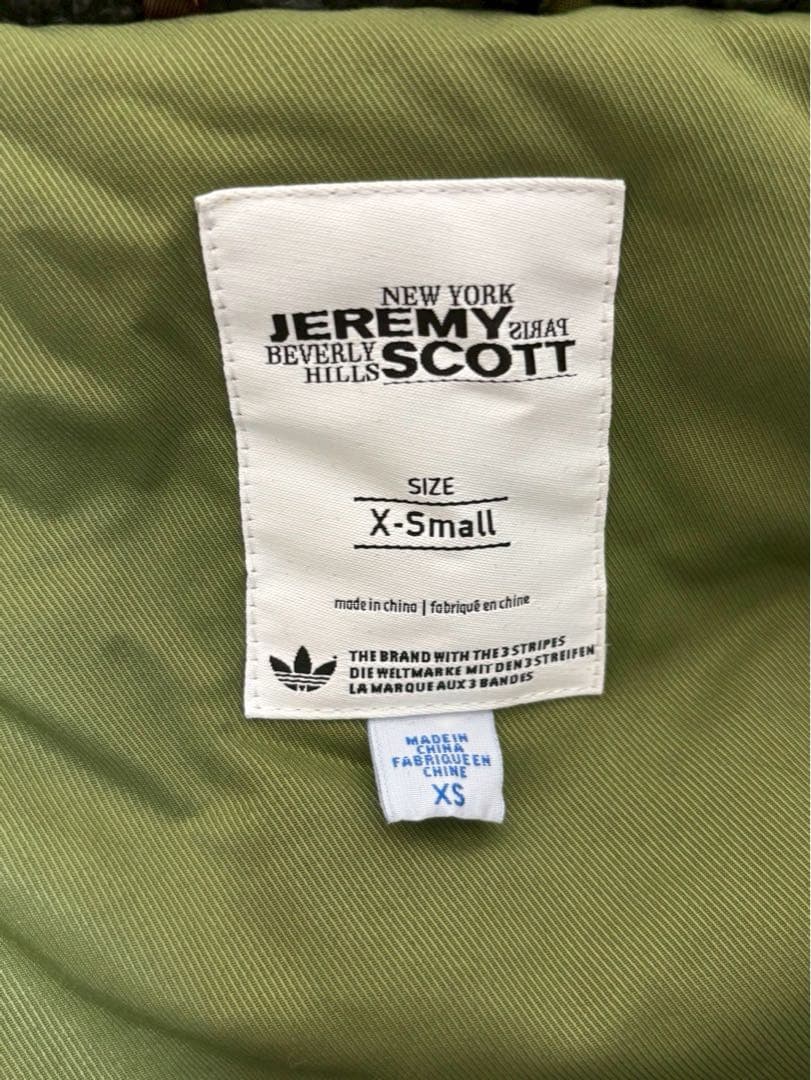 NEW YORK
JEREMY PARIS
BEVERLY SCOTT
HILLS
SIZE
X-Small
made in china | fabriqué en chine
THE BRAND WITH THE 3 STRIPES
DIE WELTMARKE MIT DEN 3 STREIFEN
LA MARQUE AUX 3 BANDES
MADE IN
CHINA
FABRIQUE EN
CHINE
XS